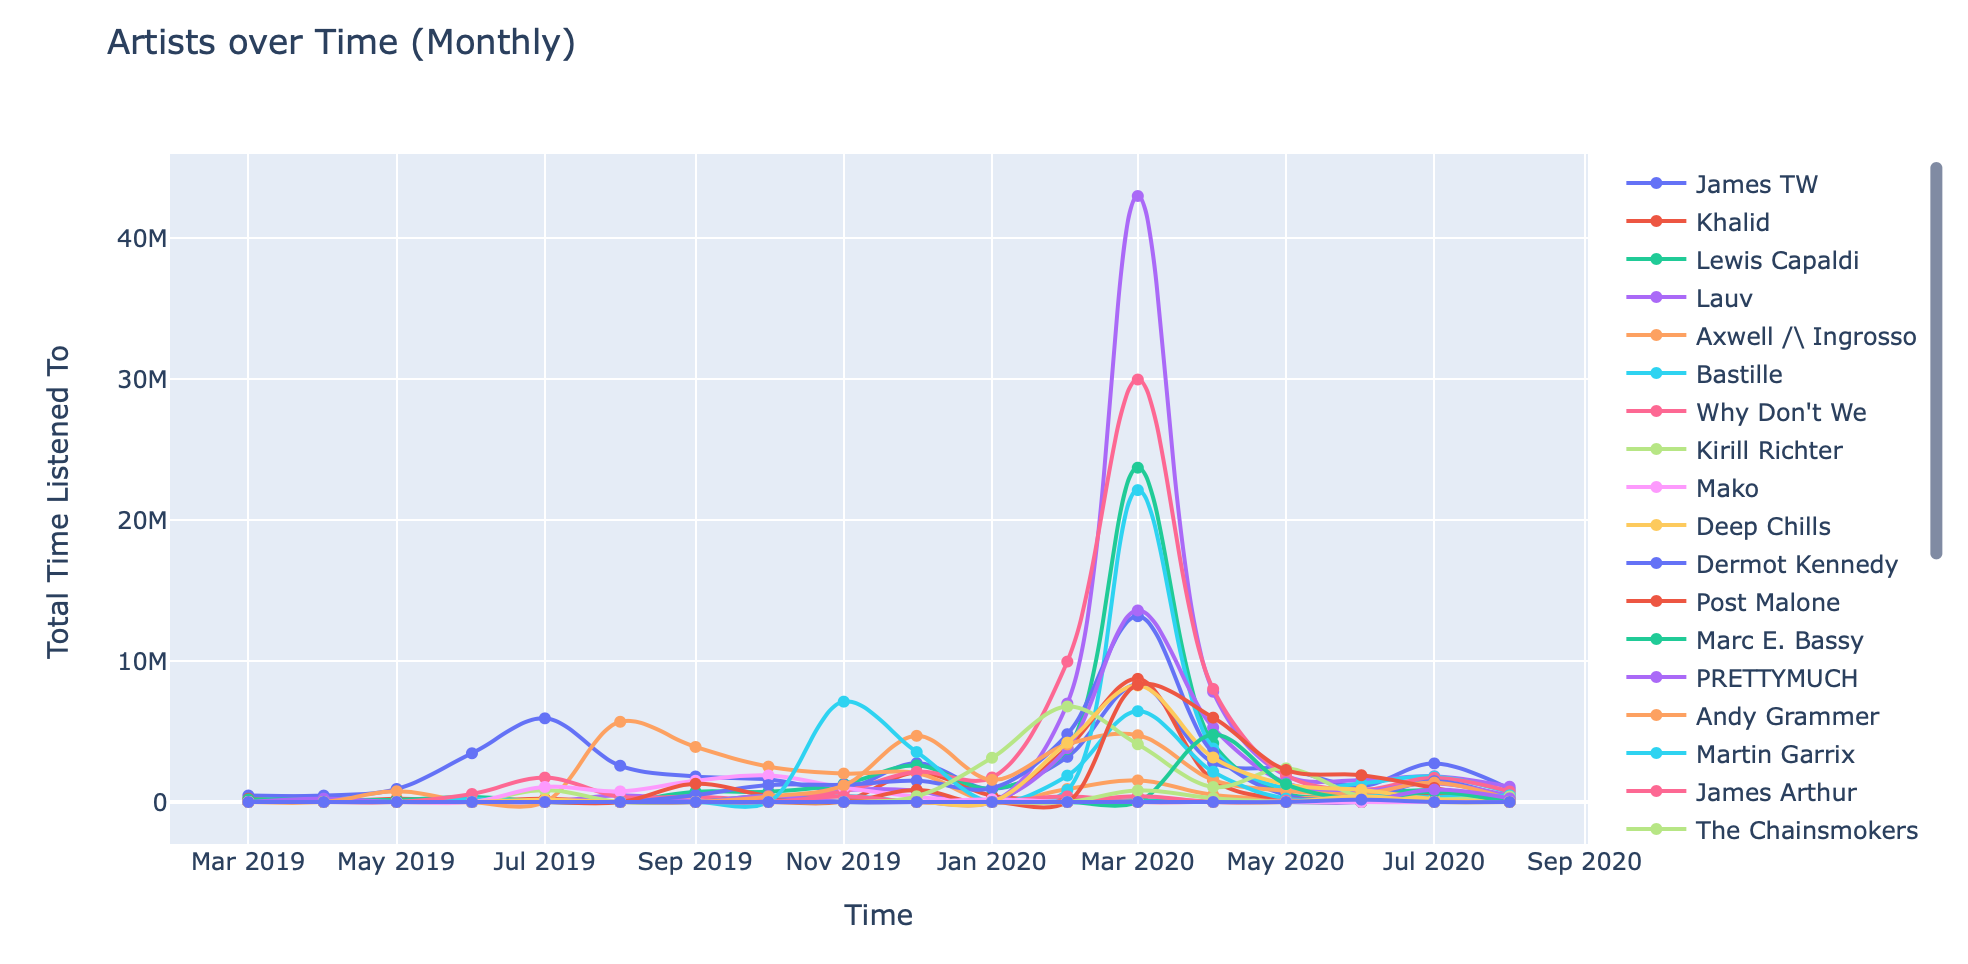 Artists over Time (Monthly)
Total Time Listened To
40M
30M
20M
10M
0
Mar 2019
May 2019
Jul 2019
Sep 2019
Nov 2019
Jan 2020
Mar 2020
May 2020
Jul 2020
Sep 2020
Time
James TW
Khalid
Lewis Capaldi
Lauv
Axwell /\ Ingrosso
Bastille
Why Don't We
Kirill Richter
Mako
Deep Chills
Dermot Kennedy
Post Malone
Marc E. Bassy
PRETTYMUCH
Andy Grammer
Martin Garrix
James Arthur
The Chainsmokers